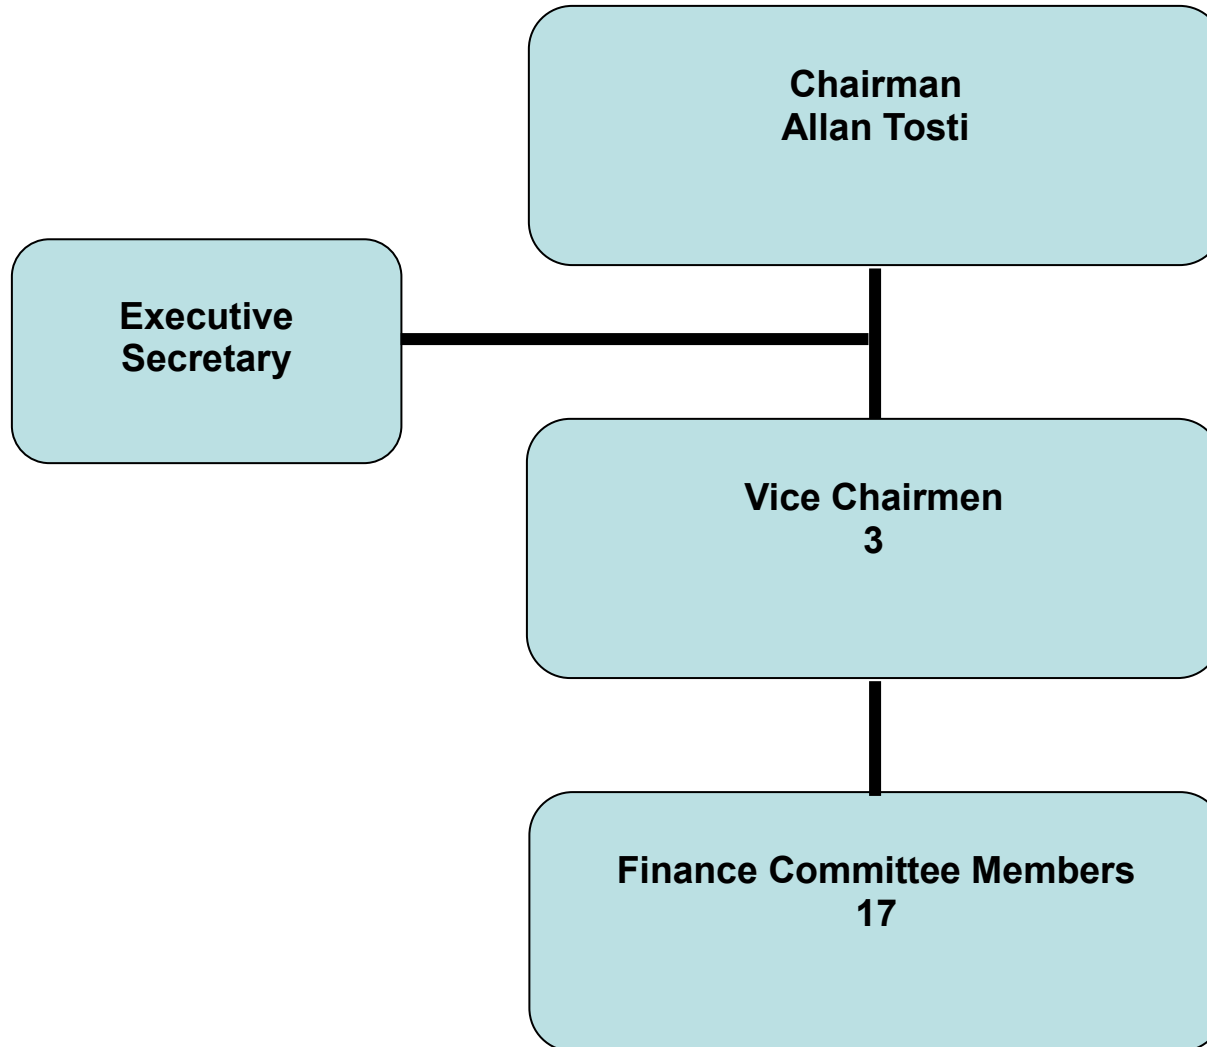 Chairman
Allan Tosti
Executive
Secretary
Vice Chairmen
3
Finance Committee Members
17